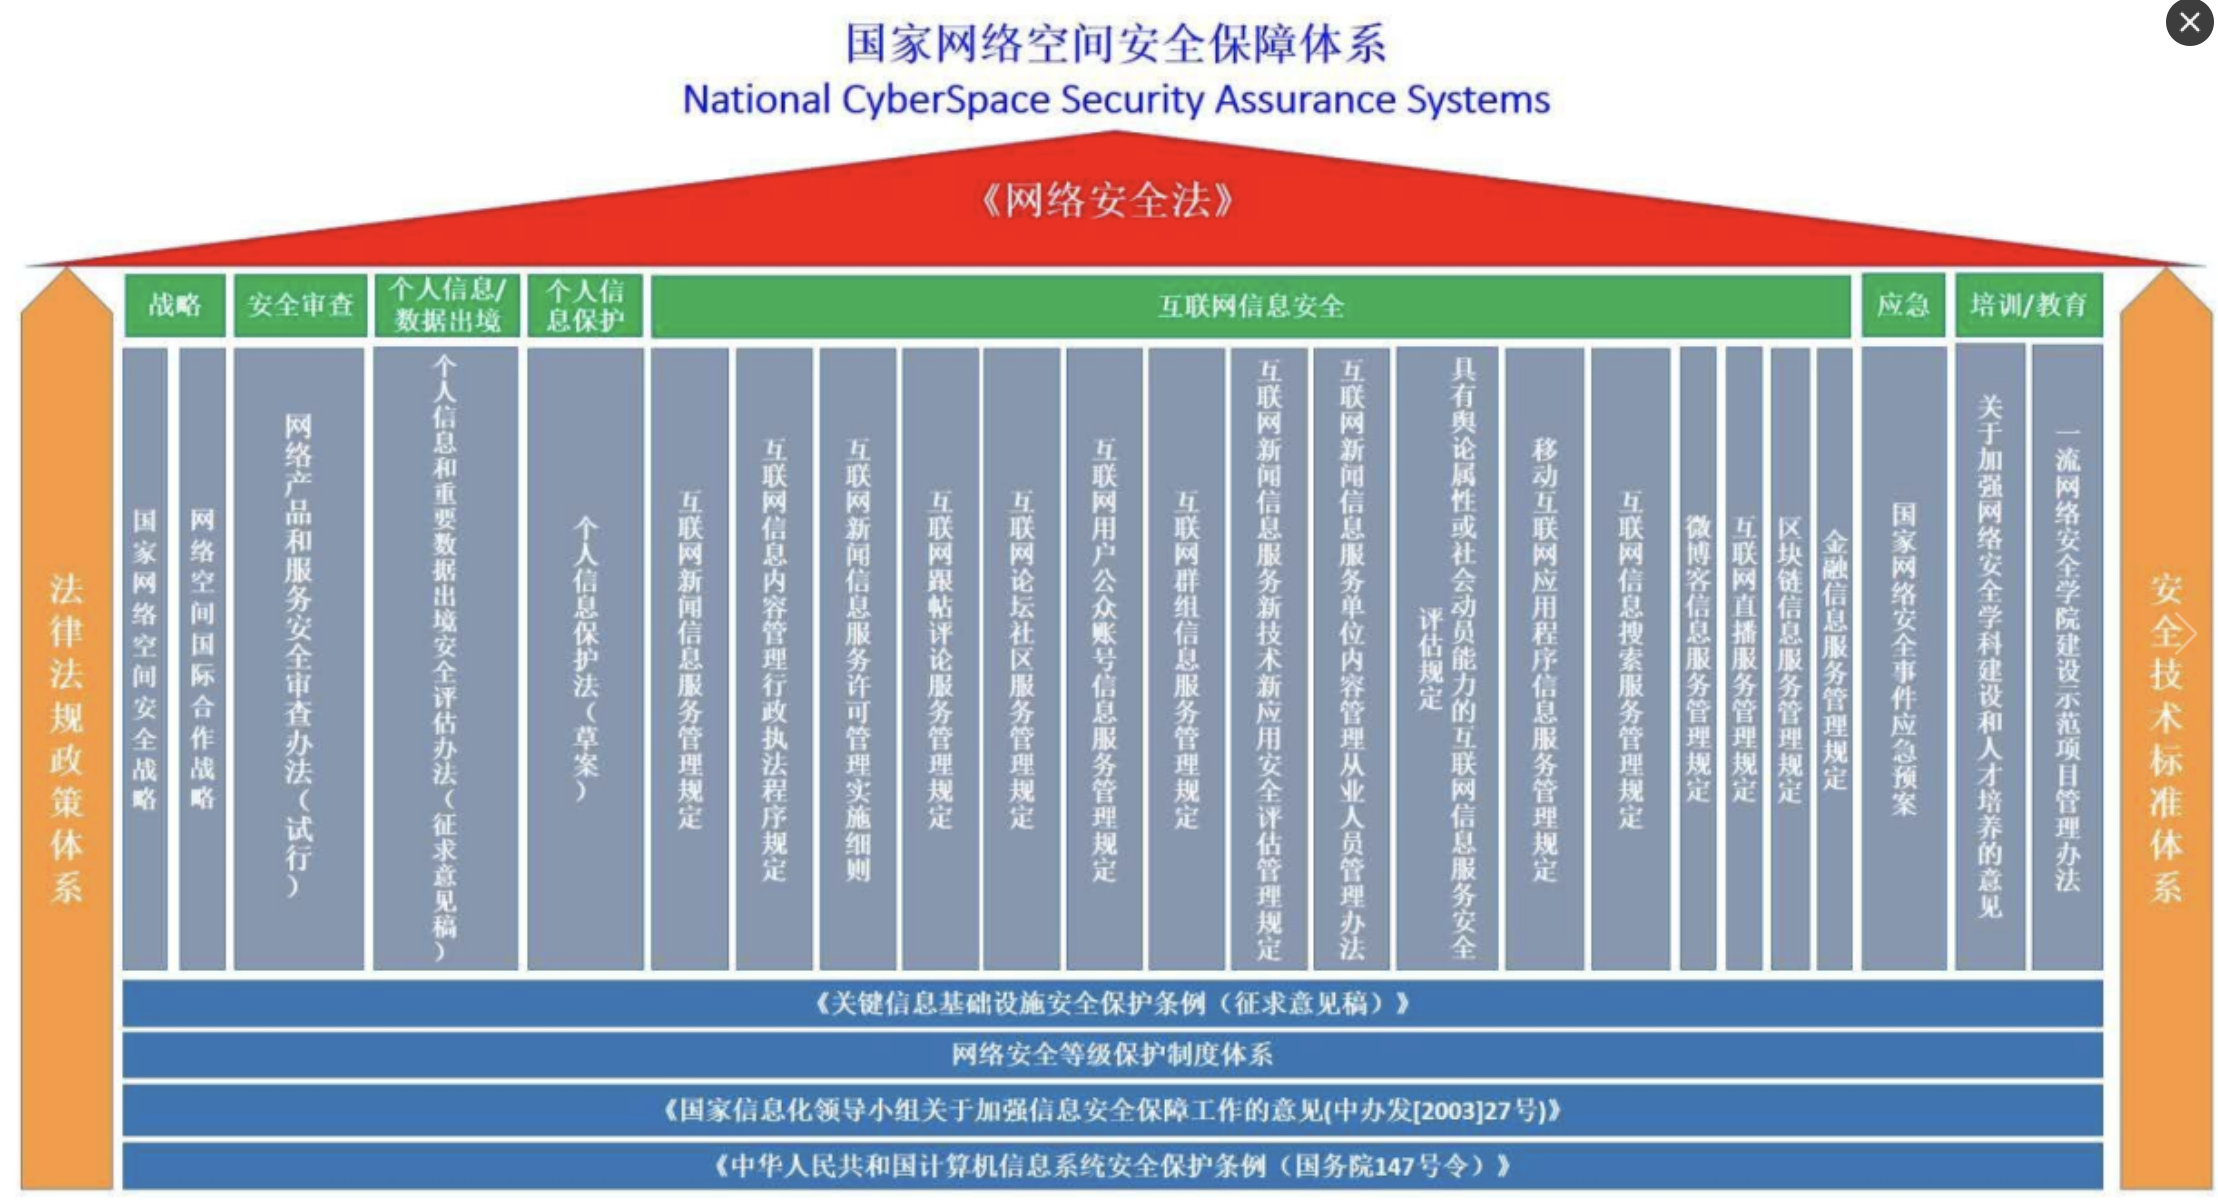 国家网络空间安全保障体系
National CyberSpace Security Assurance Systems
《网络安全法》
法律法规政策体系
战略
安全审查
个人信息/
数据出境
个人信
息保护
互联网信息安全
应急
培训/教育
国家网络空间安全战略
网络空间国际合作战略
网络产品和服务安全审查办法（试行）
个人信息和重要数据出境安全评估办法（征求意见稿）
个人信息保护法（草案）
互联网新闻信息服务管理规定
互联网信息内容管理行政执法程序规定
互联网新闻信息服务许可管理实施细则
互联网跟帖评论服务管理规定
互联网论坛社区服务管理规定
互联网用户公众账号信息服务管理规定
互联网群组信息服务管理规定
互联网新闻信息服务新技术新应用安全评估管理规定
互联网新闻信息服务单位内容管理从业人员管理办法
具有舆论属性或社会动员能力的互联网信息服务安全
评估规定
移动互联网应用程序信息服务管理规定
互联网信息搜索服务管理规定
微博客信息服务管理规定
互联网直播服务管理规定
区块链信息服务管理规定
金融信息服务管理规定
国家网络安全事件应急预案
关于加强网络安全学科建设和人才培养的意见
一流网络安全学院建设示范项目管理办法
安全技术标准体系
《关键信息基础设施安全保护条例（征求意见稿）》
网络安全等级保护制度体系
《国家信息化领导小组关于加强信息安全保障工作的意见(中办发[2003]27号)》
《中华人民共和国计算机信息系统安全保护条例（国务院147号令）》